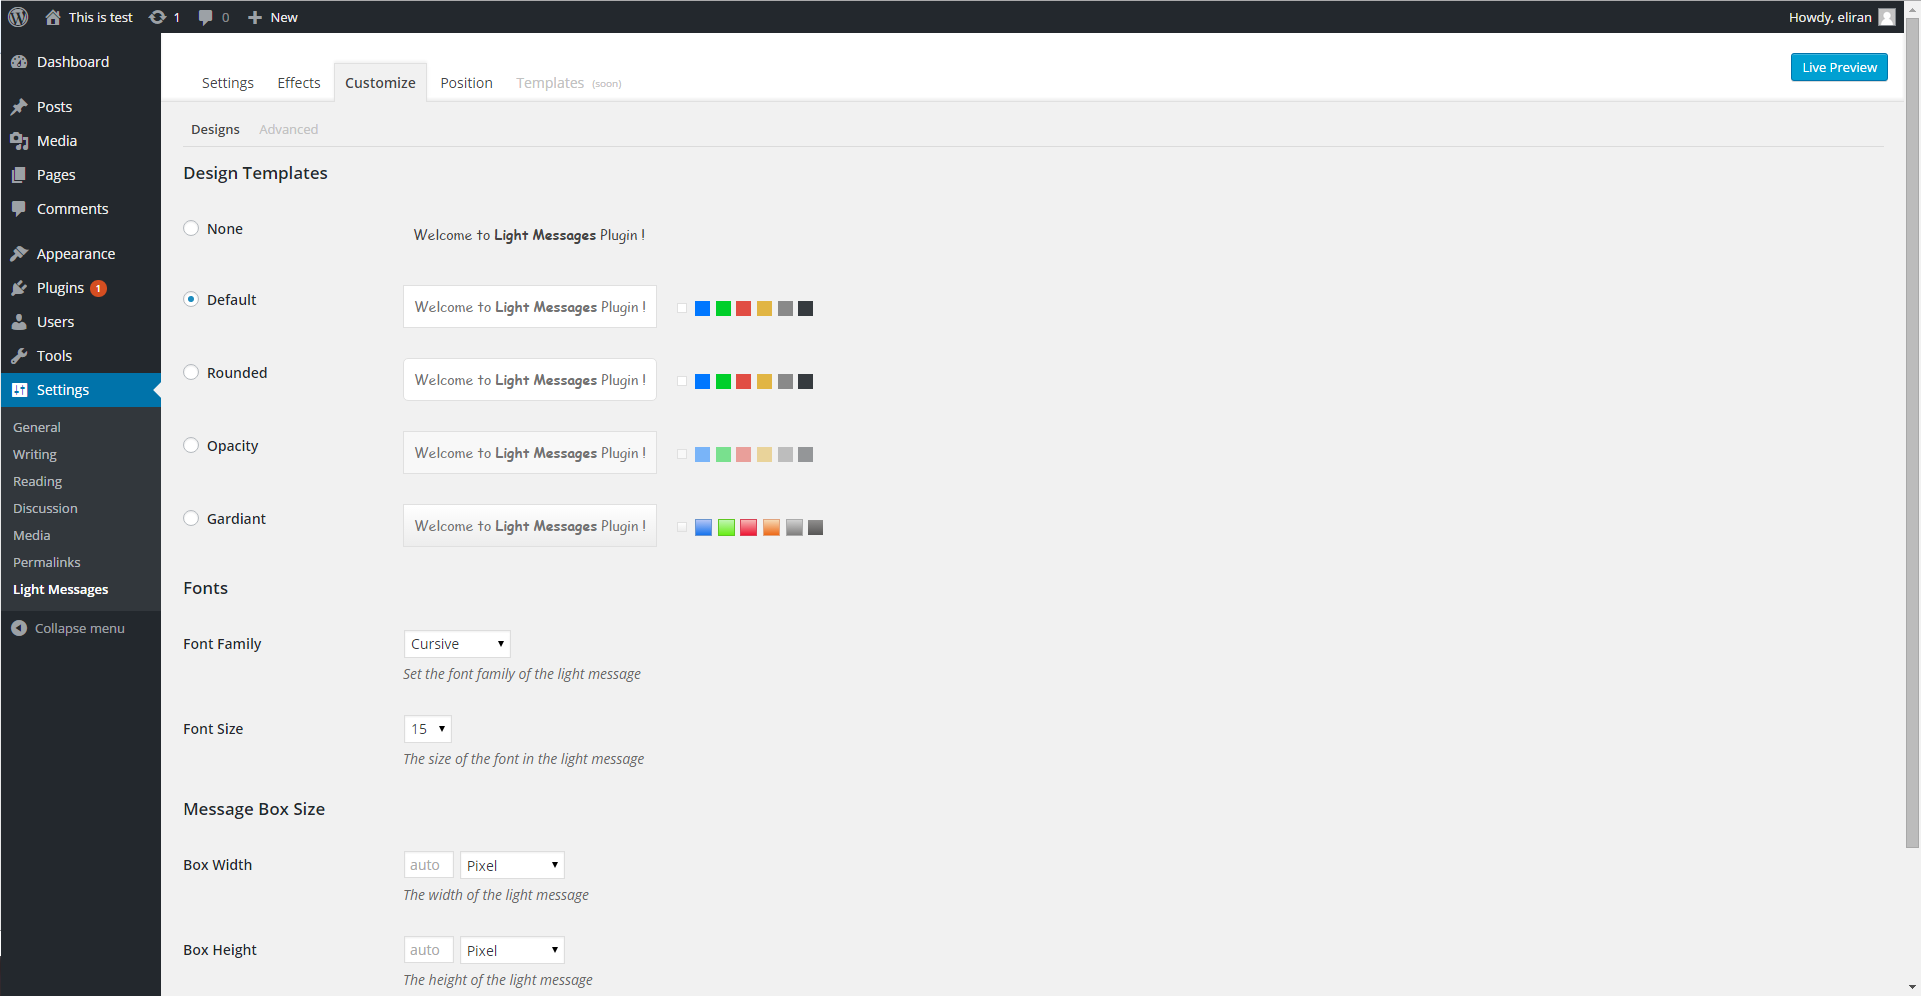 This is test 1 0 New Howdy, eliran
Dashboard
Posts
Media
Pages
Comments
Appearance
Plugins 1
Users
Tools
Settings
General
Writing
Reading
Discussion
Media
Permalinks
Light Messages
Collapse menu
Settings Effects Customize Position Templates (soon) Live Preview
Designs Advanced
Design Templates
None Welcome to Light Messages Plugin !
Default Welcome to Light Messages Plugin !
Rounded Welcome to Light Messages Plugin !
Opacity Welcome to Light Messages Plugin !
Gardiant Welcome to Light Messages Plugin !
Fonts
Font Family Cursive
Set the font family of the light message
Font Size 15
The size of the font in the light message
Message Box Size
Box Width auto Pixel
The width of the light message
Box Height auto Pixel
The height of the light message